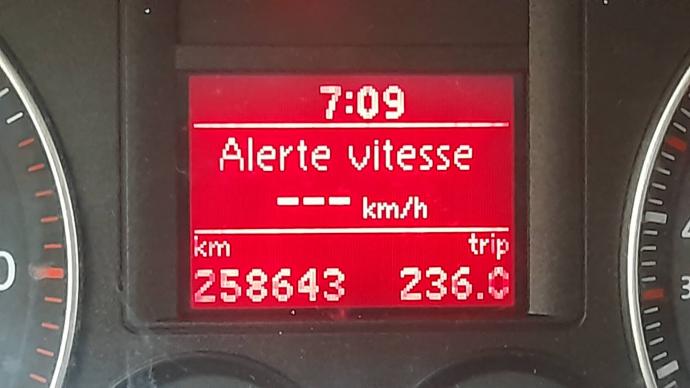 7:09
Alerte vitesse
--- km/h
km trip
258643 236.0